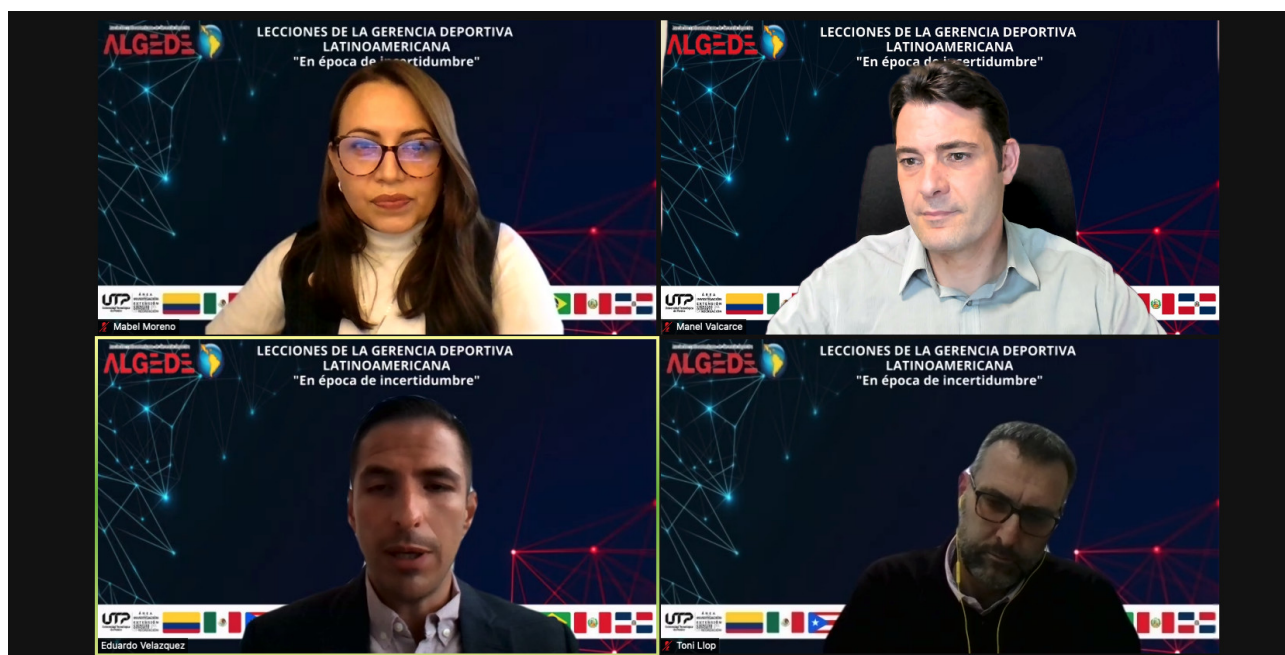 ALGEDE
LECCIONES DE LA GERENCIA DEPORTIVA
LATINOAMERICANA
"En época de incertidumbre"
UTP
Mabel Moreno
ALGEDE
LECCIONES DE LA GERENCIA DEPORTIVA
LATINOAMERICANA
"En época de incertidumbre"
UTP
Manel Valcarce
ALGEDE
LECCIONES DE LA GERENCIA DEPORTIVA
LATINOAMERICANA
"En época de incertidumbre"
UTP
Eduardo Velazquez
ALGEDE
LECCIONES DE LA GERENCIA DEPORTIVA
LATINOAMERICANA
"En época de incertidumbre"
UTP
Toni Llop